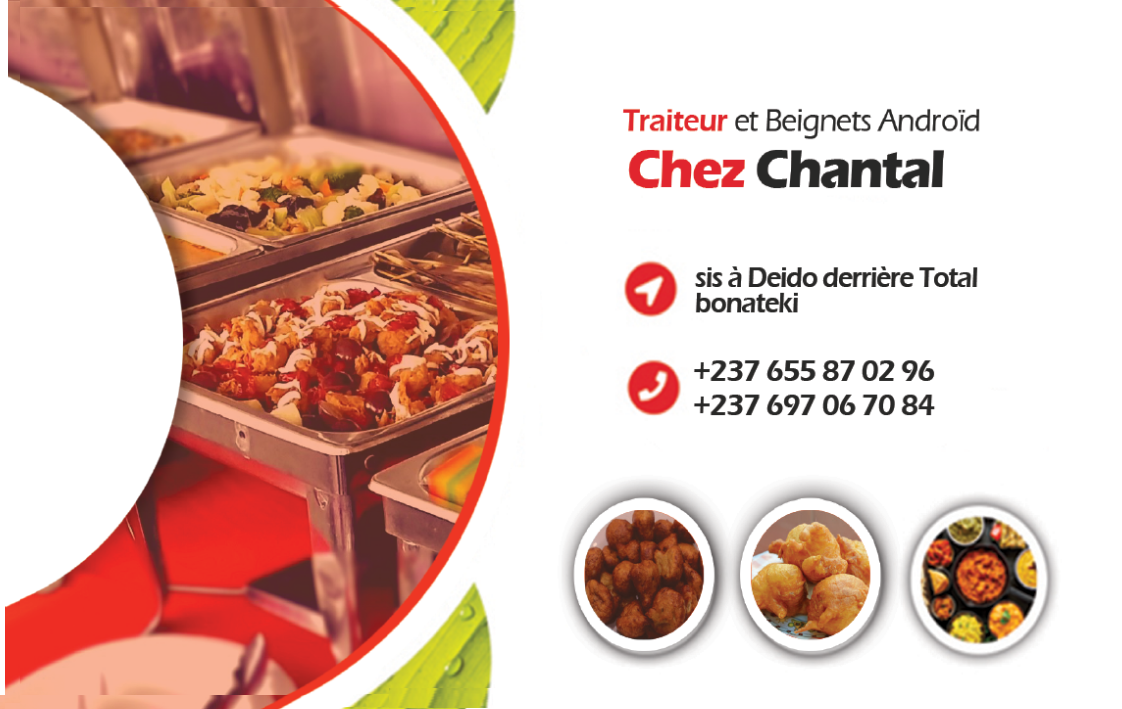 Traiteur et Beignets Androïd
Chez Chantal
sis à Deido derrière Total
bonateki
+237 655 87 02 96
+237 697 06 70 84